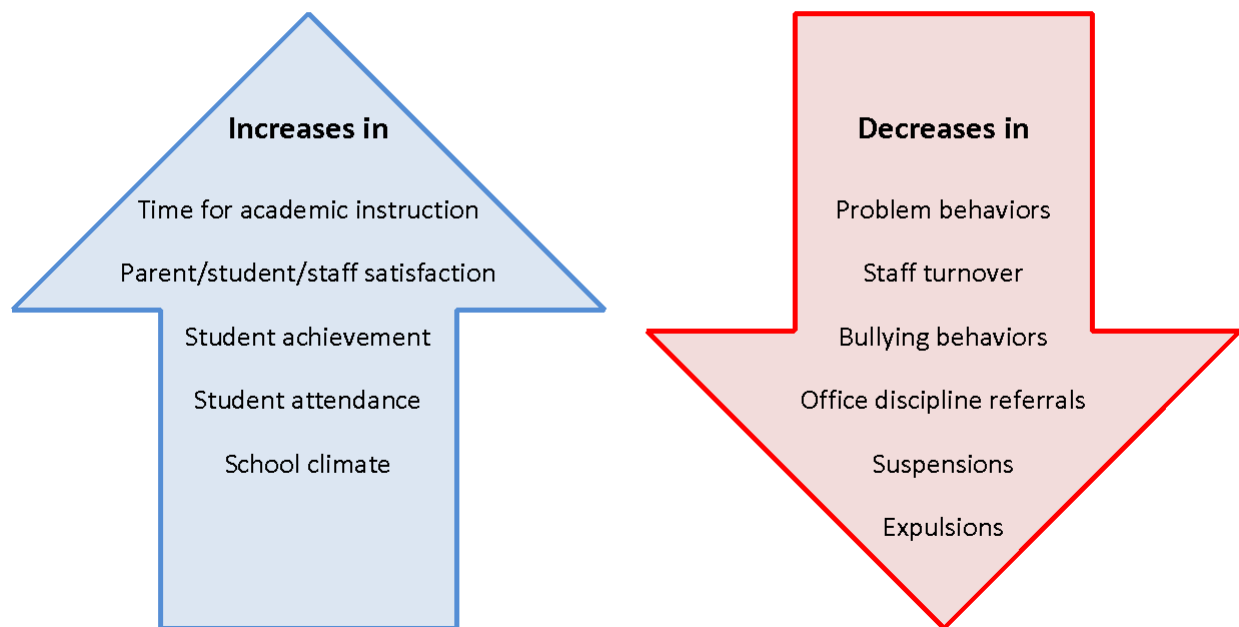 Increases in
Time for academic instruction
Parent/student/staff satisfaction
Student achievement
Student attendance
School climate
Decreases in
Problem behaviors
Staff turnover
Bullying behaviors
Office discipline referrals
Suspensions
Expulsions